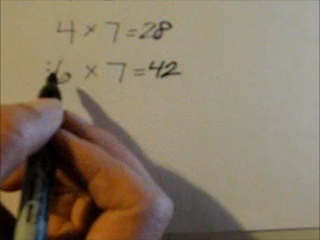 4 × 7 = 28
6 × 7 = 42